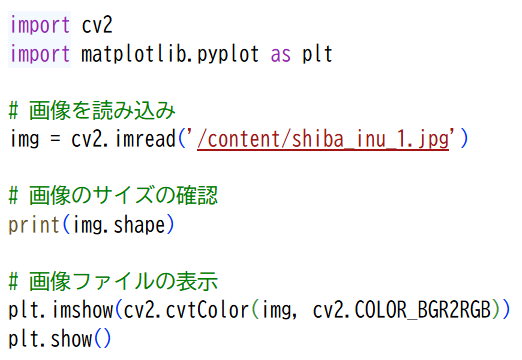 import cv2
import matplotlib.pyplot as plt
# 画像を読み込み
img = cv2.imread('/content/shiba_inu_1.jpg')
# 画像のサイズの確認
print(img.shape)
# 画像ファイルの表示
plt.imshow(cv2.cvtColor(img, cv2.COLOR_BGR2RGB))
plt.show()